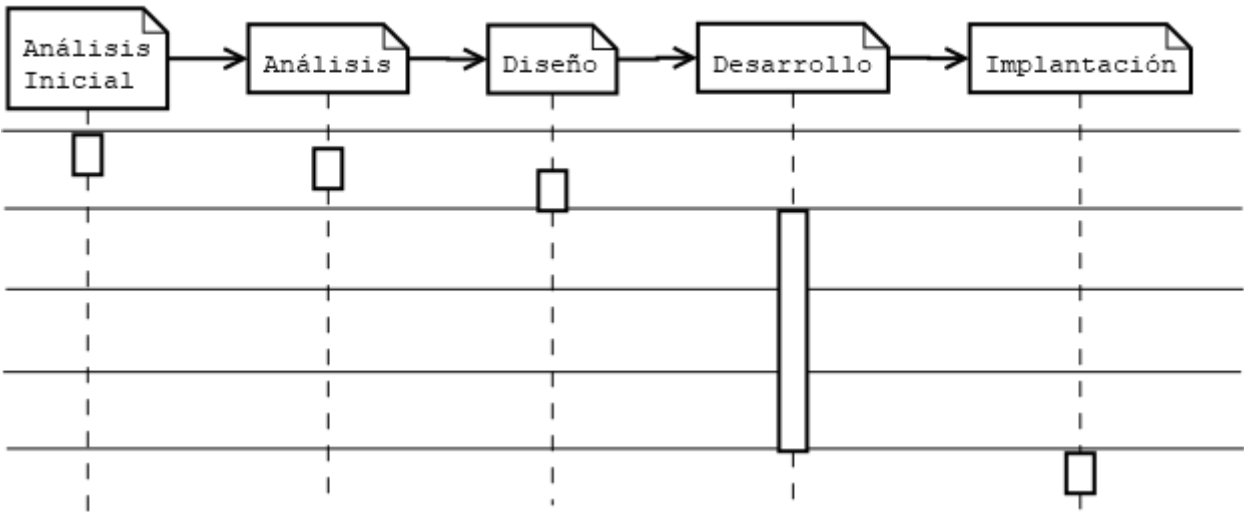 Análisis
Inicial
Análisis
Diseño
Desarrollo
Implantación